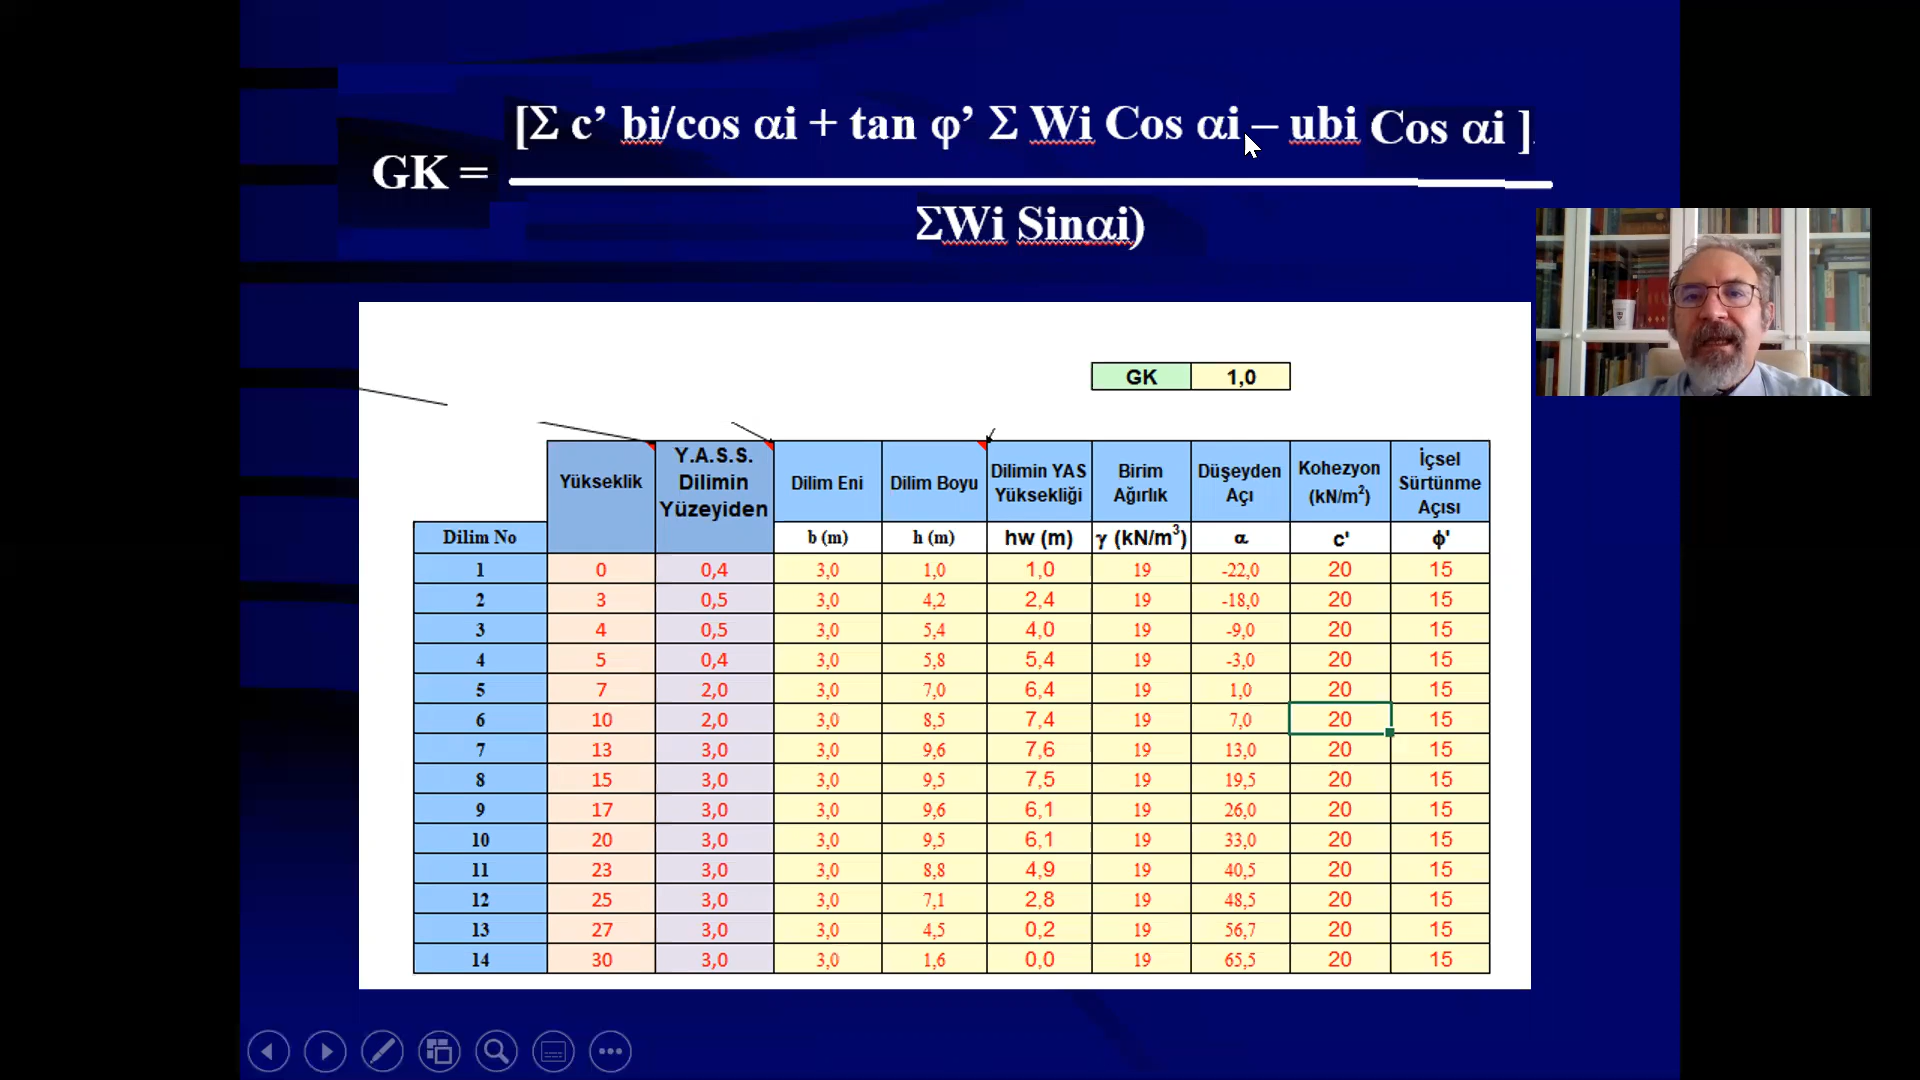 [Σ c’ bi/cos αi + tan φ’ Σ Wi Cos αi – ubi Cos αi ]
GK =
ΣWi Sinαi)
GK 1,0
Dilim No Yükseklik Y.A.S.S. Dilimin Yüzeyiden Dilim Eni Dilim Boyu Dilimin YAS Yüksekliği Birim Ağırlık Düşeyden Açı Kohezyon (kN/m²) İçsel Sürtünme Açısı
b (m) h (m) hw (m) γ (kN/m³) α c' ϕ'
1 0 0,4 3,0 1,0 1,0 19 -22,0 20 15
2 3 0,5 3,0 4,2 2,4 19 -18,0 20 15
3 4 0,5 3,0 5,4 4,0 19 -9,0 20 15
4 5 0,4 3,0 5,8 5,4 19 -3,0 20 15
5 7 2,0 3,0 7,0 6,4 19 1,0 20 15
6 10 2,0 3,0 8,5 7,4 19 7,0 20 15
7 13 3,0 3,0 9,6 7,6 19 13,0 20 15
8 15 3,0 3,0 9,5 7,5 19 19,5 20 15
9 17 3,0 3,0 9,6 6,1 19 26,0 20 15
10 20 3,0 3,0 9,5 6,1 19 33,0 20 15
11 23 3,0 3,0 8,8 4,9 19 40,5 20 15
12 25 3,0 3,0 7,1 2,8 19 48,5 20 15
13 27 3,0 3,0 4,5 0,2 19 56,7 20 15
14 30 3,0 3,0 1,6 0,0 19 65,5 20 15